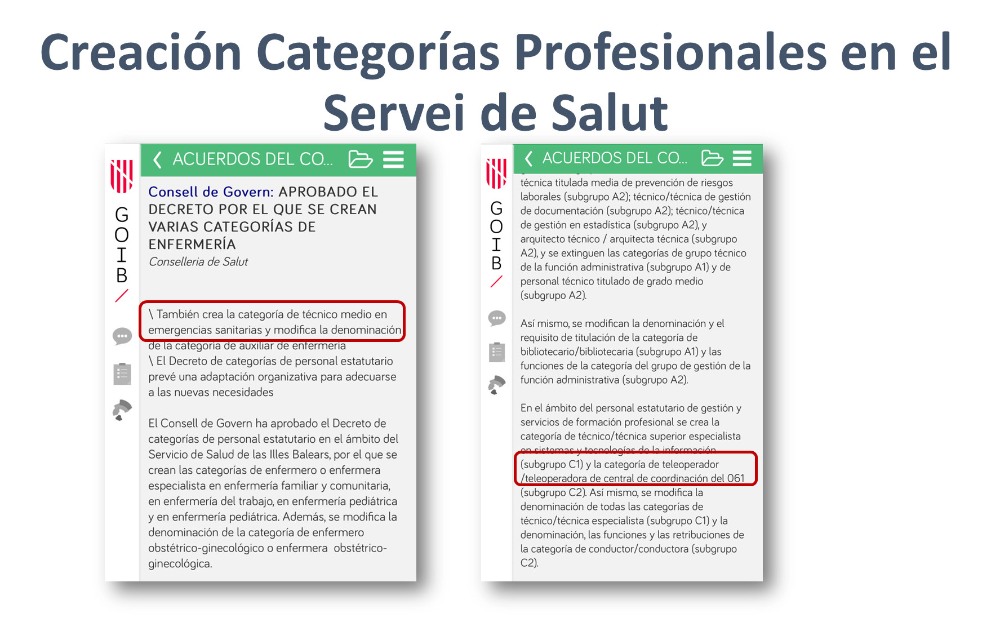 Creación Categorías Profesionales en el
Servei de Salut
ACUERDOS DEL CO...
G
O
I
B
Consell de Govern: APROBADO EL
DECRETO POR EL QUE SE CREAN
VARIAS CATEGORÍAS DE
ENFERMERÍA
Conselleria de Salut
\ También crea la categoría de técnico medio en
emergencias sanitarias y modifica la denominación
de la categoría de auxiliar de enfermería
\ El Decreto de categorías de personal estatutario
prevé una adaptación organizativa para adecuarse
a las nuevas necesidades
El Consell de Govern ha aprobado el Decreto de
categorías de personal estatutario en el ámbito del
Servicio de Salud de las Illes Balears, por el que se
crean las categorías de enfermero o enfermera
especialista en enfermería familiar y comunitaria,
en enfermería del trabajo, en enfermería pediátrica
y en enfermería pediátrica. Además, se modifica la
denominación de la categoría de enfermero
obstétrico-ginecológico o enfermera obstétrico-
ginecológica.
ACUERDOS DEL CO...
G
O
I
B
técnica titulada media de prevención de riesgos
laborales (subgrupo A2); técnico/técnica de gestión
de documentación (subgrupo A2); técnico/técnica
de gestión en estadística (subgrupo A2), y
arquitecto técnico / arquitecta técnica (subgrupo
A2), y se extinguen las categorías de grupo técnico
de la función administrativa (subgrupo A1) y de
personal técnico titulado de grado medio
(subgrupo A2).
Así mismo, se modifican la denominación y el
requisito de titulación de la categoría de
bibliotecario/bibliotecaria (subgrupo A1) y las
funciones de la categoría del grupo de gestión de la
función administrativa (subgrupo A2).
En el ámbito del personal estatutario de gestión y
servicios de formación profesional se crea la
categoría de técnico/técnica superior especialista
en sistemas y tecnologías de la información
(subgrupo C1) y la categoría de teleoperador
/teleoperadora de central de coordinación del 061
(subgrupo C2). Así mismo, se modifica la
denominación de todas las categorías de
técnico/técnica especialista (subgrupo C1) y la
denominación, las funciones y las retribuciones de
la categoría de conductor/conductora (subgrupo
C2).